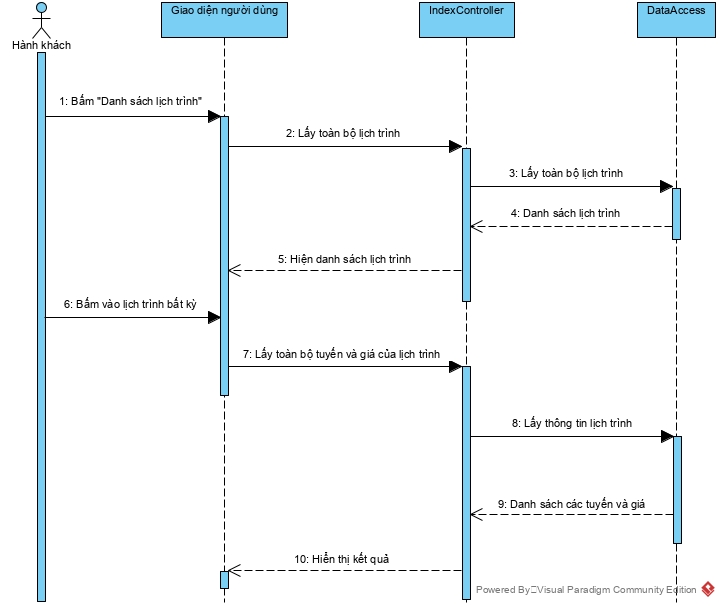 Giao diện người dùng
IndexController
DataAccess
Hành khách
1: Bấm "Danh sách lịch trình"
2: Lấy toàn bộ lịch trình
3: Lấy toàn bộ lịch trình
4: Danh sách lịch trình
5: Hiện danh sách lịch trình
6: Bấm vào lịch trình bất kỳ
7: Lấy toàn bộ tuyến và giá của lịch trình
8: Lấy thông tin lịch trình
9: Danh sách các tuyến và giá
10: Hiển thị kết quả
Powered By Visual Paradigm Community Edition